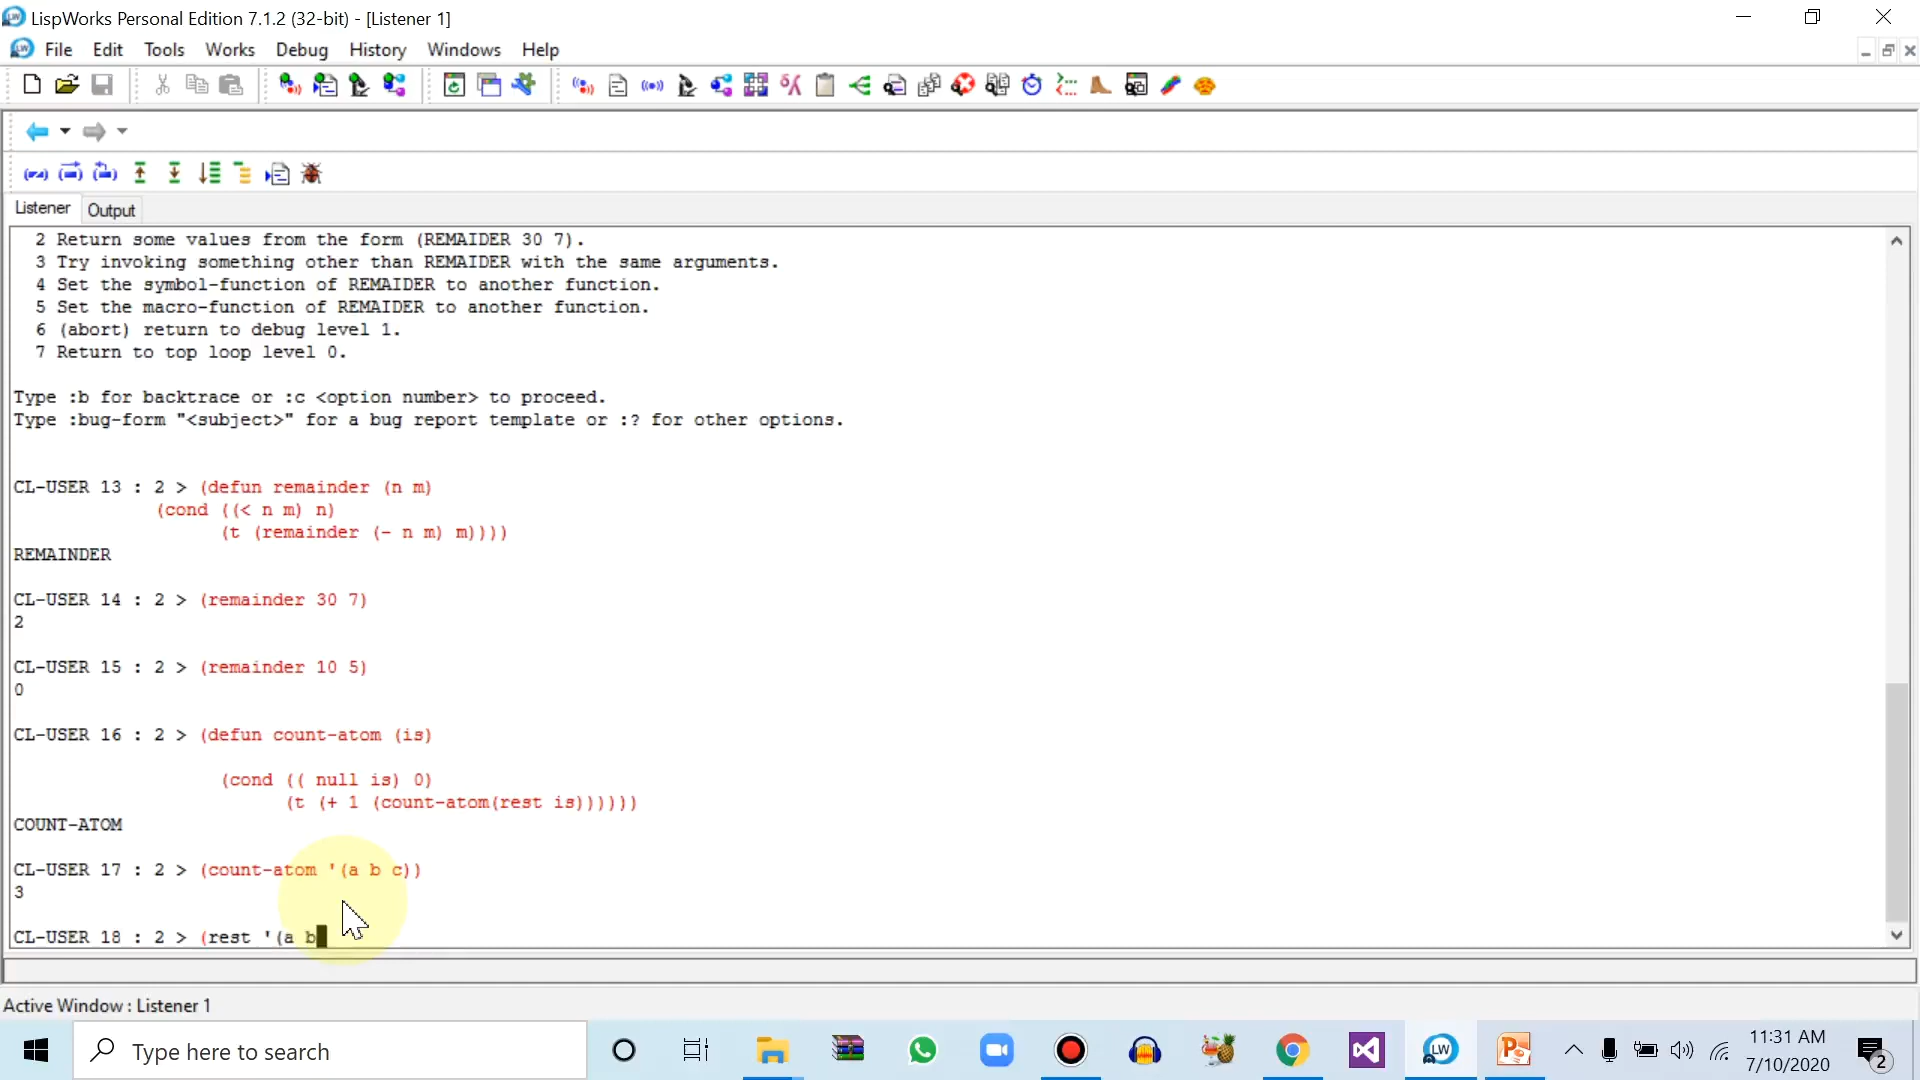 LispWorks Personal Edition 7.1.2 (32-bit) - [Listener 1]
File Edit Tools Works Debug History Windows Help
Listener Output
2 Return some values from the form (REMAIDER 30 7).
3 Try invoking something other than REMAIDER with the same arguments.
4 Set the symbol-function of REMAIDER to another function.
5 Set the macro-function of REMAIDER to another function.
6 (abort) return to debug level 1.
7 Return to top loop level 0.
Type :b for backtrace or :c <option number> to proceed.
Type :bug-form "<subject>" for a bug report template or :? for other options.
CL-USER 13 : 2 > (defun remainder (n m)
(cond ((< n m) n)
(t (remainder (- n m) m))))
REMAINDER
CL-USER 14 : 2 > (remainder 30 7)
2
CL-USER 15 : 2 > (remainder 10 5)
0
CL-USER 16 : 2 > (defun count-atom (is)
(cond (( null is) 0)
(t (+ 1 (count-atom(rest is))))))
COUNT-ATOM
CL-USER 17 : 2 > (count-atom '(a b c))
3
CL-USER 18 : 2 > (rest '(a b
Active Window : Listener 1
Type here to search
11:31 AM
7/10/2020
2